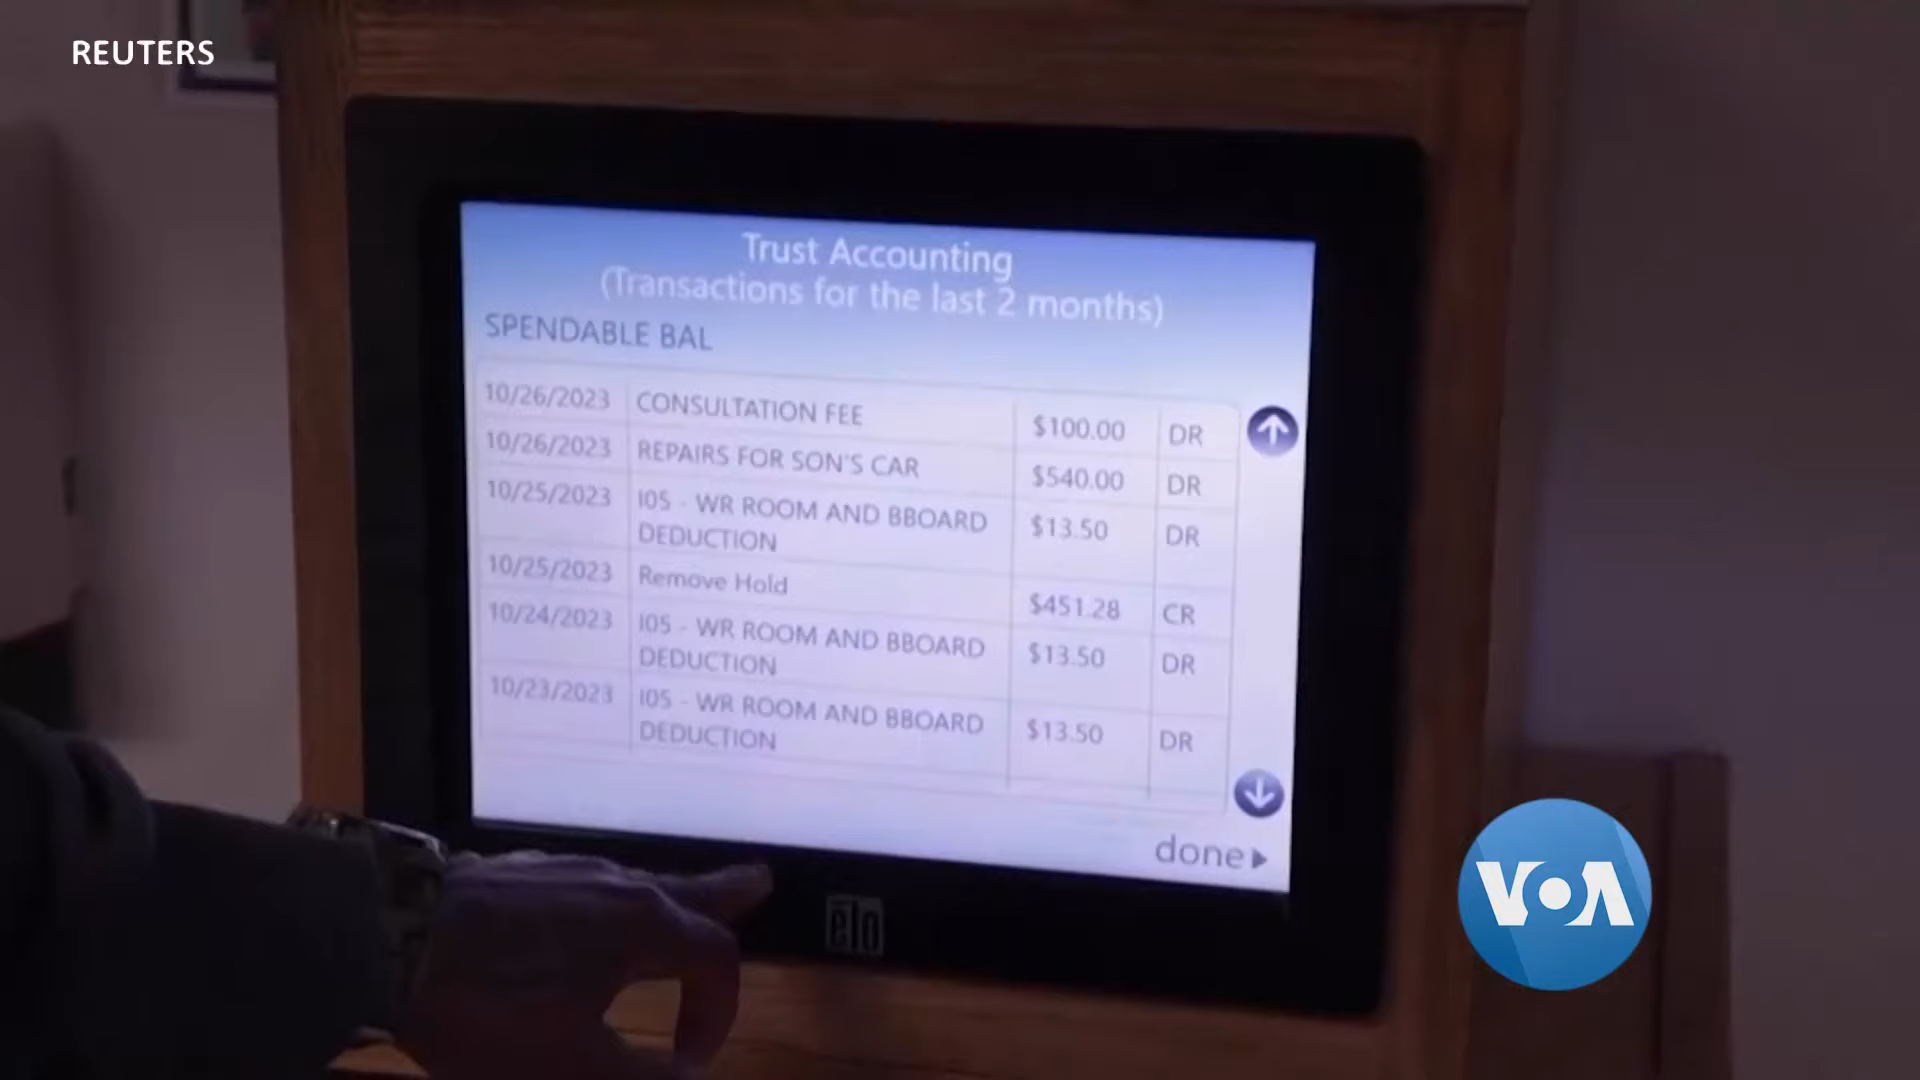 REUTERS
Trust Accounting
(Transactions for the last 2 months)
SPENDABLE BAL
10/26/2023 CONSULTATION FEE $100.00 DR
10/26/2023 REPAIRS FOR SON'S CAR $540.00 DR
10/25/2023 I05 - WR ROOM AND BBOARD $13.50 DR
DEDUCTION
10/25/2023 Remove Hold $451.28 CR
10/24/2023 I05 - WR ROOM AND BBOARD $13.50 DR
DEDUCTION
10/23/2023 I05 - WR ROOM AND BBOARD $13.50 DR
DEDUCTION
done
elo
VOA